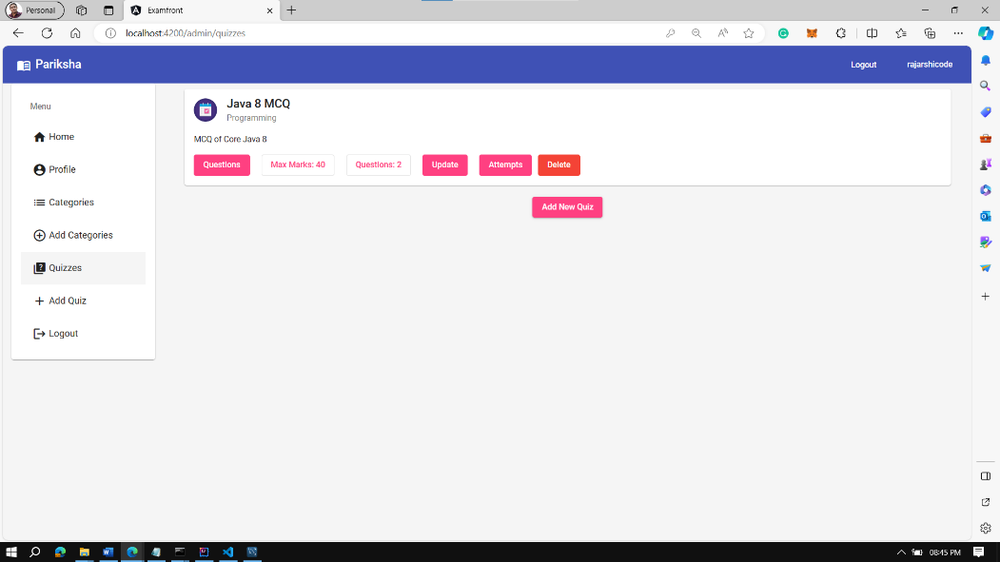 Personal
Examfront
localhost:4200/admin/quizzes
Pariksha
Logout
rajarshicode
Menu
Home
Profile
Categories
Add Categories
Quizzes
Add Quiz
Logout
Java 8 MCQ
Programming
MCQ of Core Java 8
Questions
Max Marks: 40
Questions: 2
Update
Attempts
Delete
Add New Quiz
08:45 PM